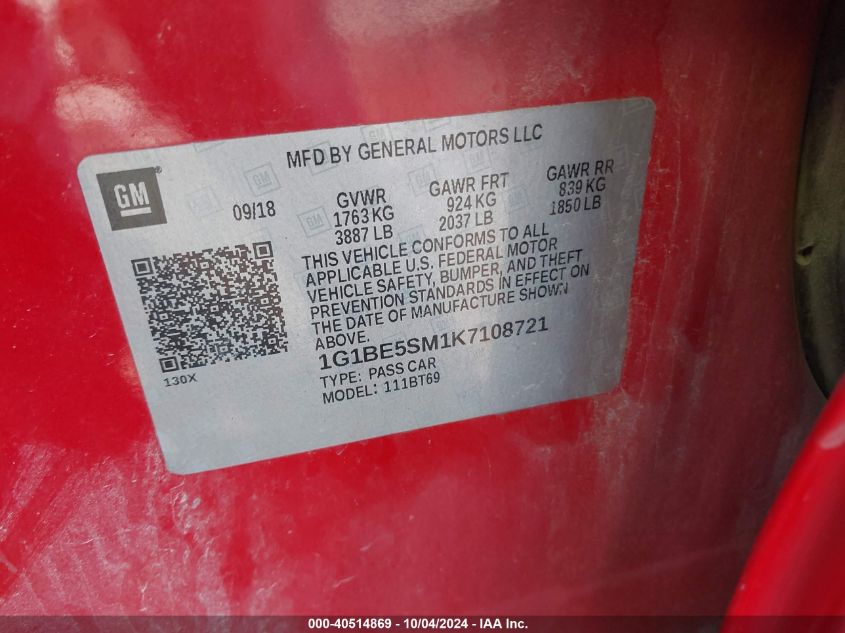 MFD BY GENERAL MOTORS LLC
GM
09/18
GVWR
1763 KG
3887 LB
GAWR FRT
924 KG
2037 LB
GAWR RR
839 KG
1850 LB
THIS VEHICLE CONFORMS TO ALL
APPLICABLE U.S. FEDERAL MOTOR
VEHICLE SAFETY, BUMPER, AND THEFT
PREVENTION STANDARDS IN EFFECT ON
THE DATE OF MANUFACTURE SHOWN
ABOVE.
130X
1G1BE5SM1K7108721
TYPE: PASS CAR
MODEL: 111BT69
000-40514869 - 10/04/2024 - IAA Inc.